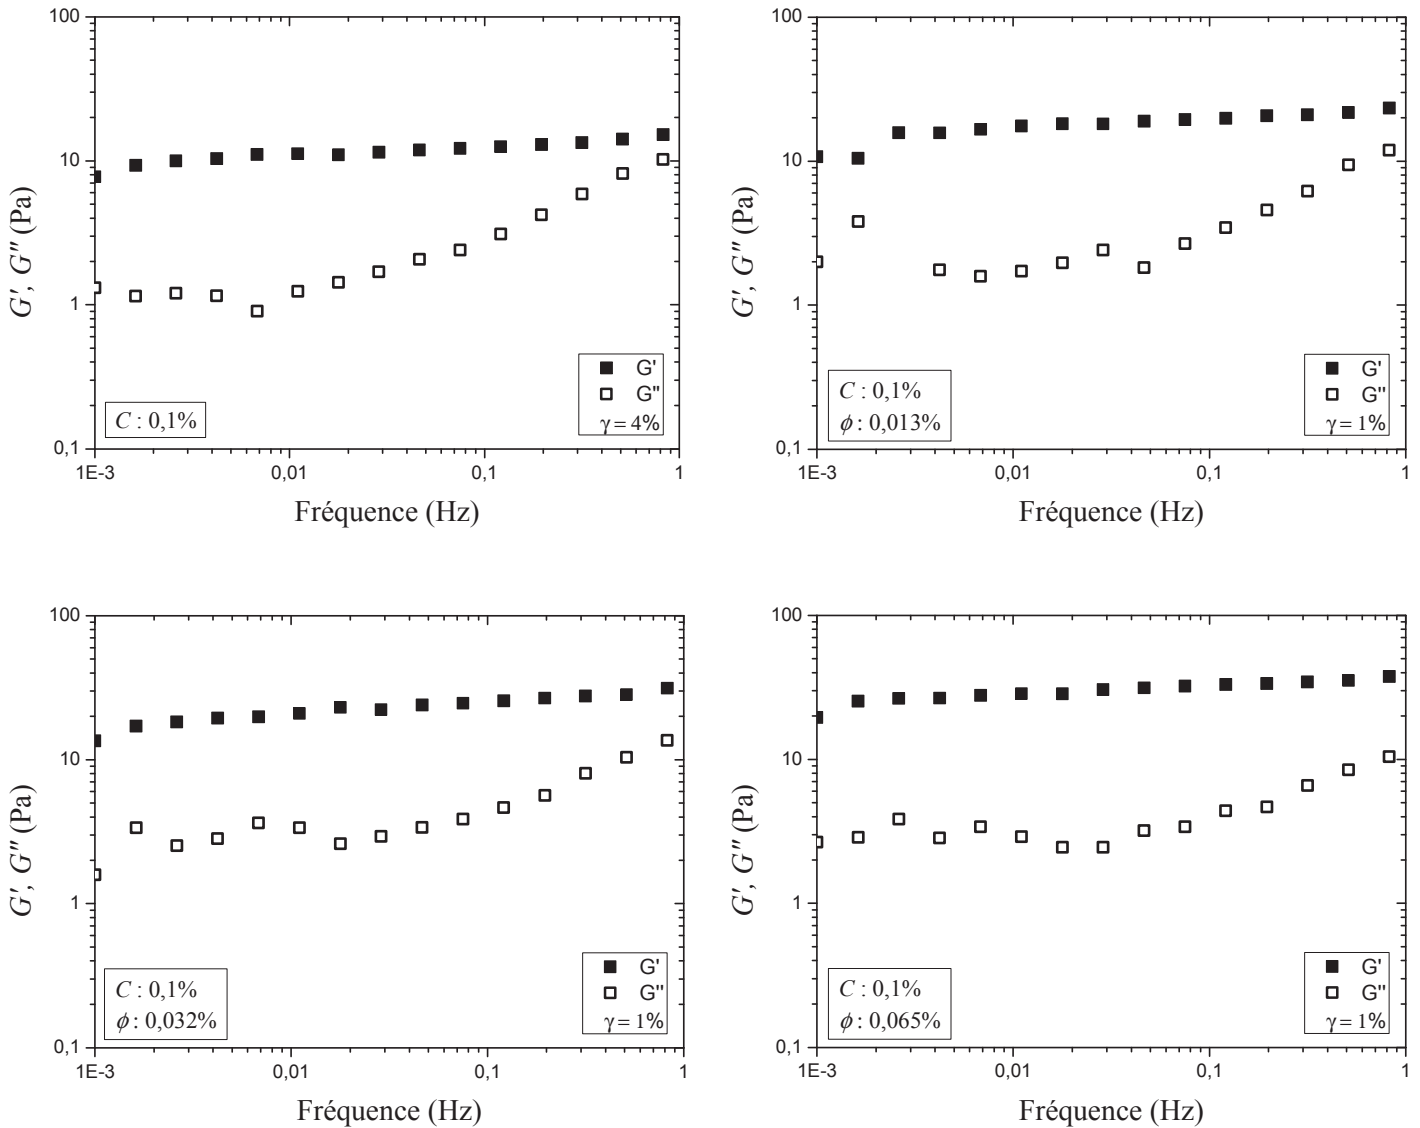 100
10
1
0,1
G', G'' (Pa)
1E-3
0,01
0,1
1
Fréquence (Hz)
C : 0,1%
G'
G''
γ = 4%
100
10
1
0,1
G', G'' (Pa)
1E-3
0,01
0,1
1
Fréquence (Hz)
C : 0,1%
ϕ : 0,013%
G'
G''
γ = 1%
100
10
1
0,1
G', G'' (Pa)
1E-3
0,01
0,1
1
Fréquence (Hz)
C : 0,1%
ϕ : 0,032%
G'
G''
γ = 1%
100
10
1
0,1
G', G'' (Pa)
1E-3
0,01
0,1
1
Fréquence (Hz)
C : 0,1%
ϕ : 0,065%
G'
G''
γ = 1%